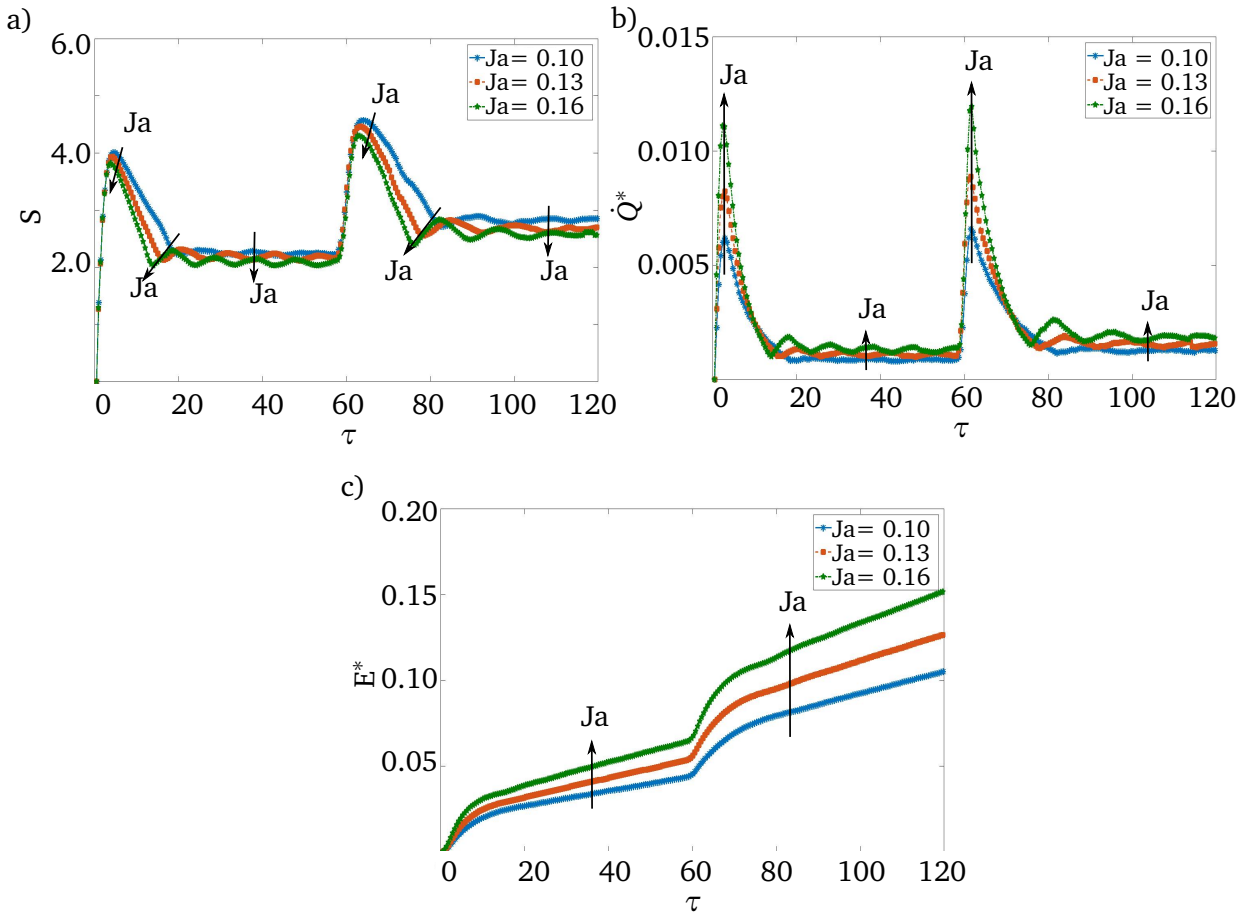 a)
S
6.0
4.0
2.0
0 20 40 60 80 100 120
τ
Ja= 0.10
Ja= 0.13
Ja= 0.16
Ja
Ja
Ja
Ja
Ja
Ja
b)
Q̇*
0.015
0.010
0.005
0 20 40 60 80 100 120
τ
Ja = 0.10
Ja = 0.13
Ja = 0.16
Ja
Ja
Ja
Ja
c)
E*
0.20
0.15
0.10
0.05
0 20 40 60 80 100 120
τ
Ja= 0.10
Ja= 0.13
Ja= 0.16
Ja
Ja